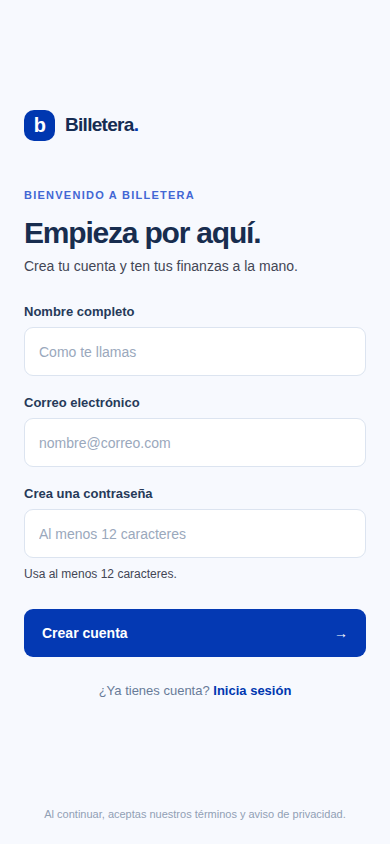 b Billetera.
BIENVENIDO A BILLETERA
Empieza por aquí.
Crea tu cuenta y ten tus finanzas a la mano.
Nombre completo
Como te llamas
Correo electrónico
nombre@correo.com
Crea una contraseña
Al menos 12 caracteres
Usa al menos 12 caracteres.
Crear cuenta →
¿Ya tienes cuenta? Inicia sesión
Al continuar, aceptas nuestros términos y aviso de privacidad.